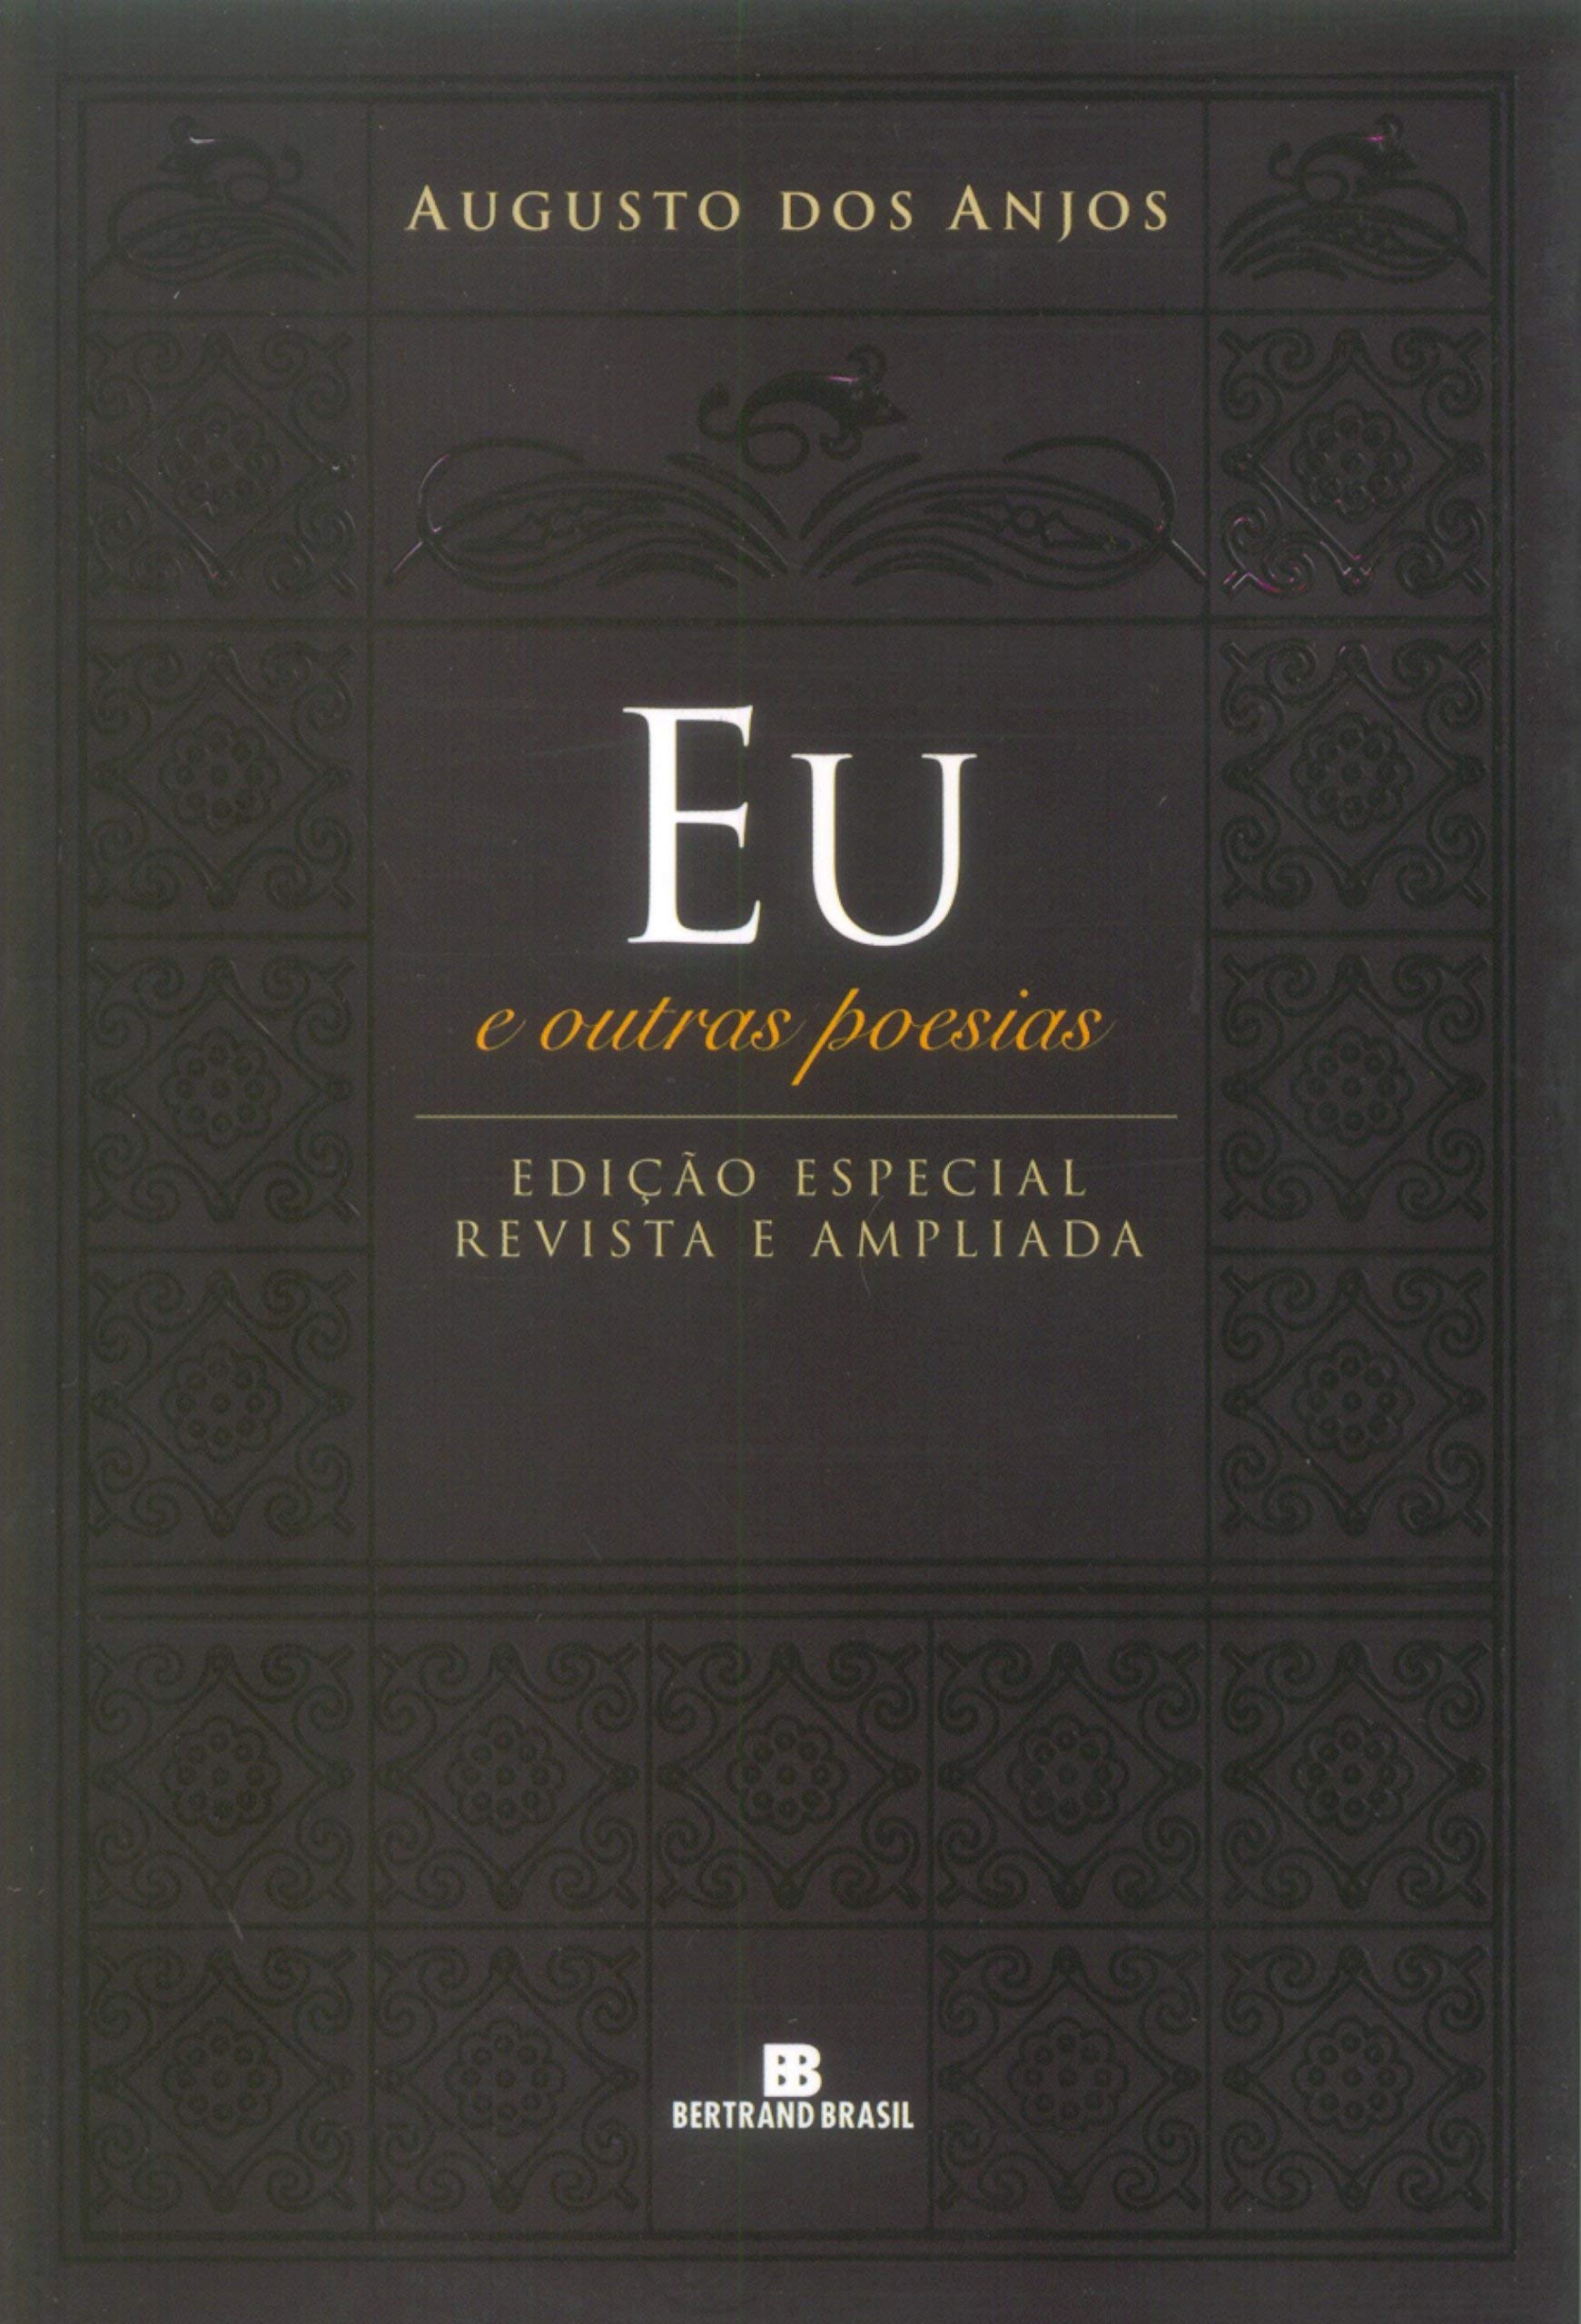 AUGUSTO DOS ANJOS
EU
e outras poesias
EDIÇÃO ESPECIAL
REVISTA E AMPLIADA
BB
BERTRAND BRASIL